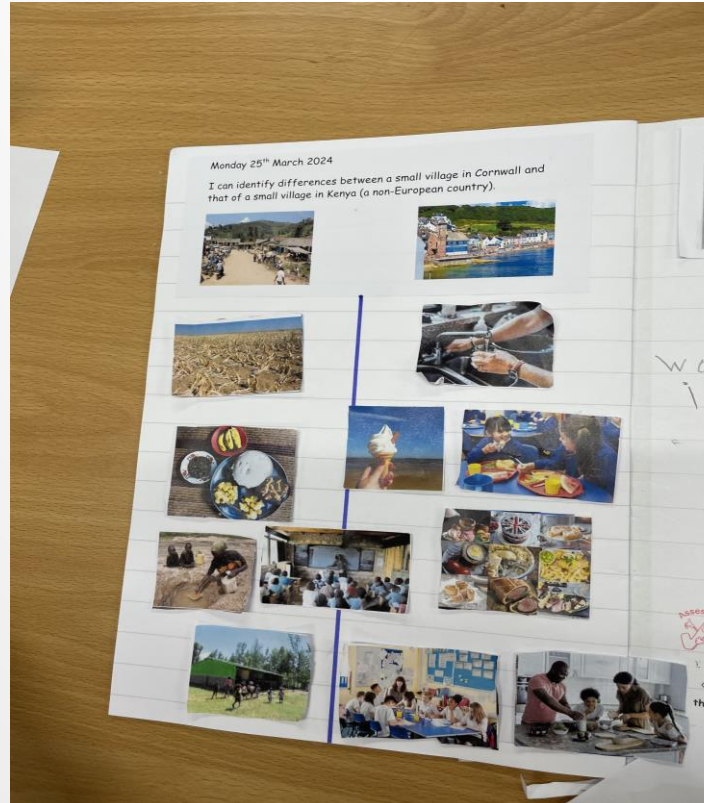 Monday 25th March 2024
I can identify differences between a small village in Cornwall and
that of a small village in Kenya (a non-European country).